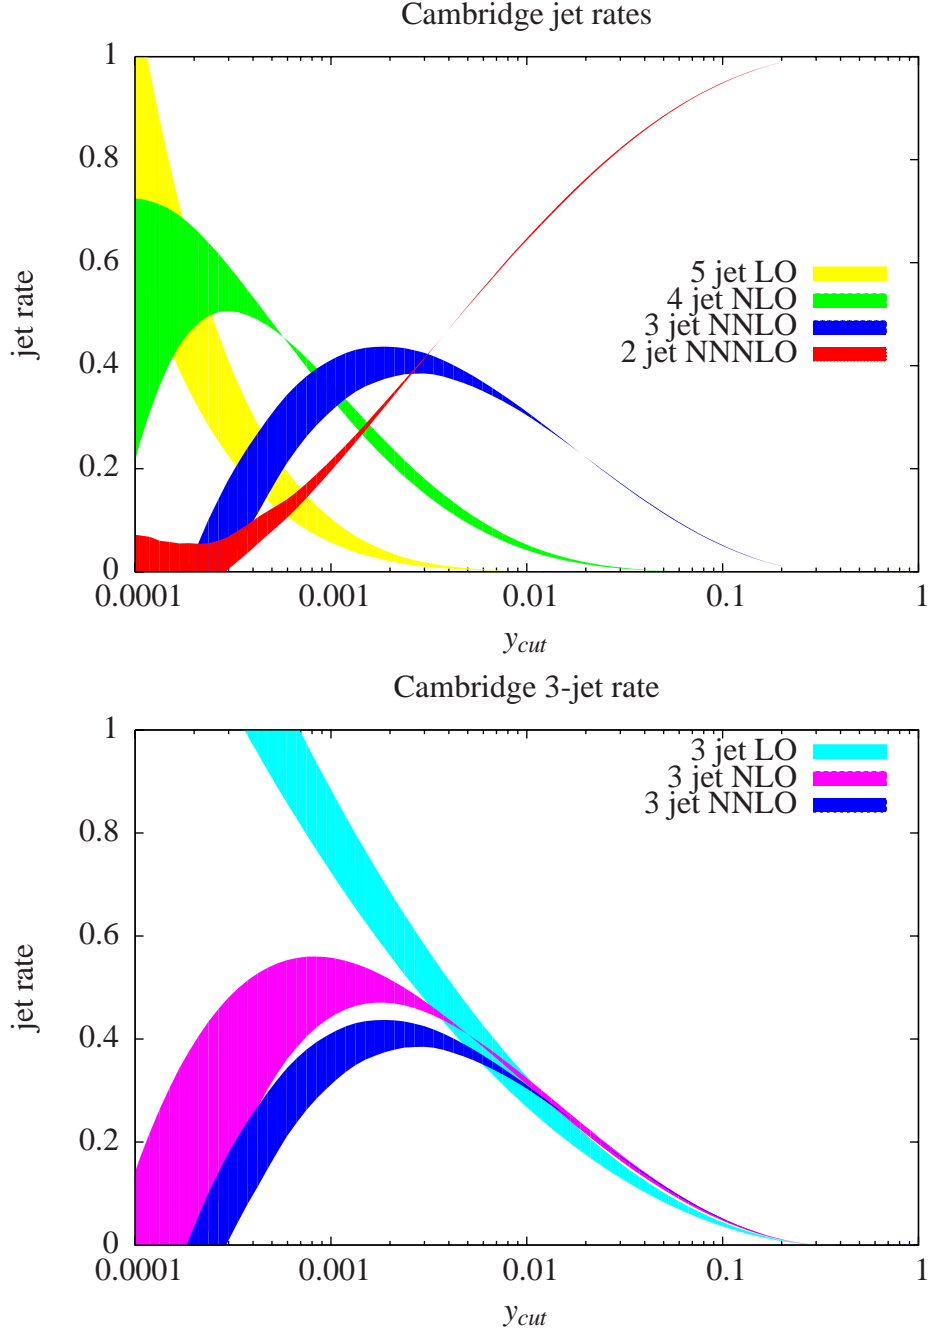 Cambridge jet rates
1
0.8
0.6
0.4
0.2
0
jet rate
5 jet LO
4 jet NLO
3 jet NNLO
2 jet NNNLO
0.0001 0.001 0.01 0.1 1
y_cut
Cambridge 3-jet rate
1
0.8
0.6
0.4
0.2
0
jet rate
3 jet LO
3 jet NLO
3 jet NNLO
0.0001 0.001 0.01 0.1 1
y_cut